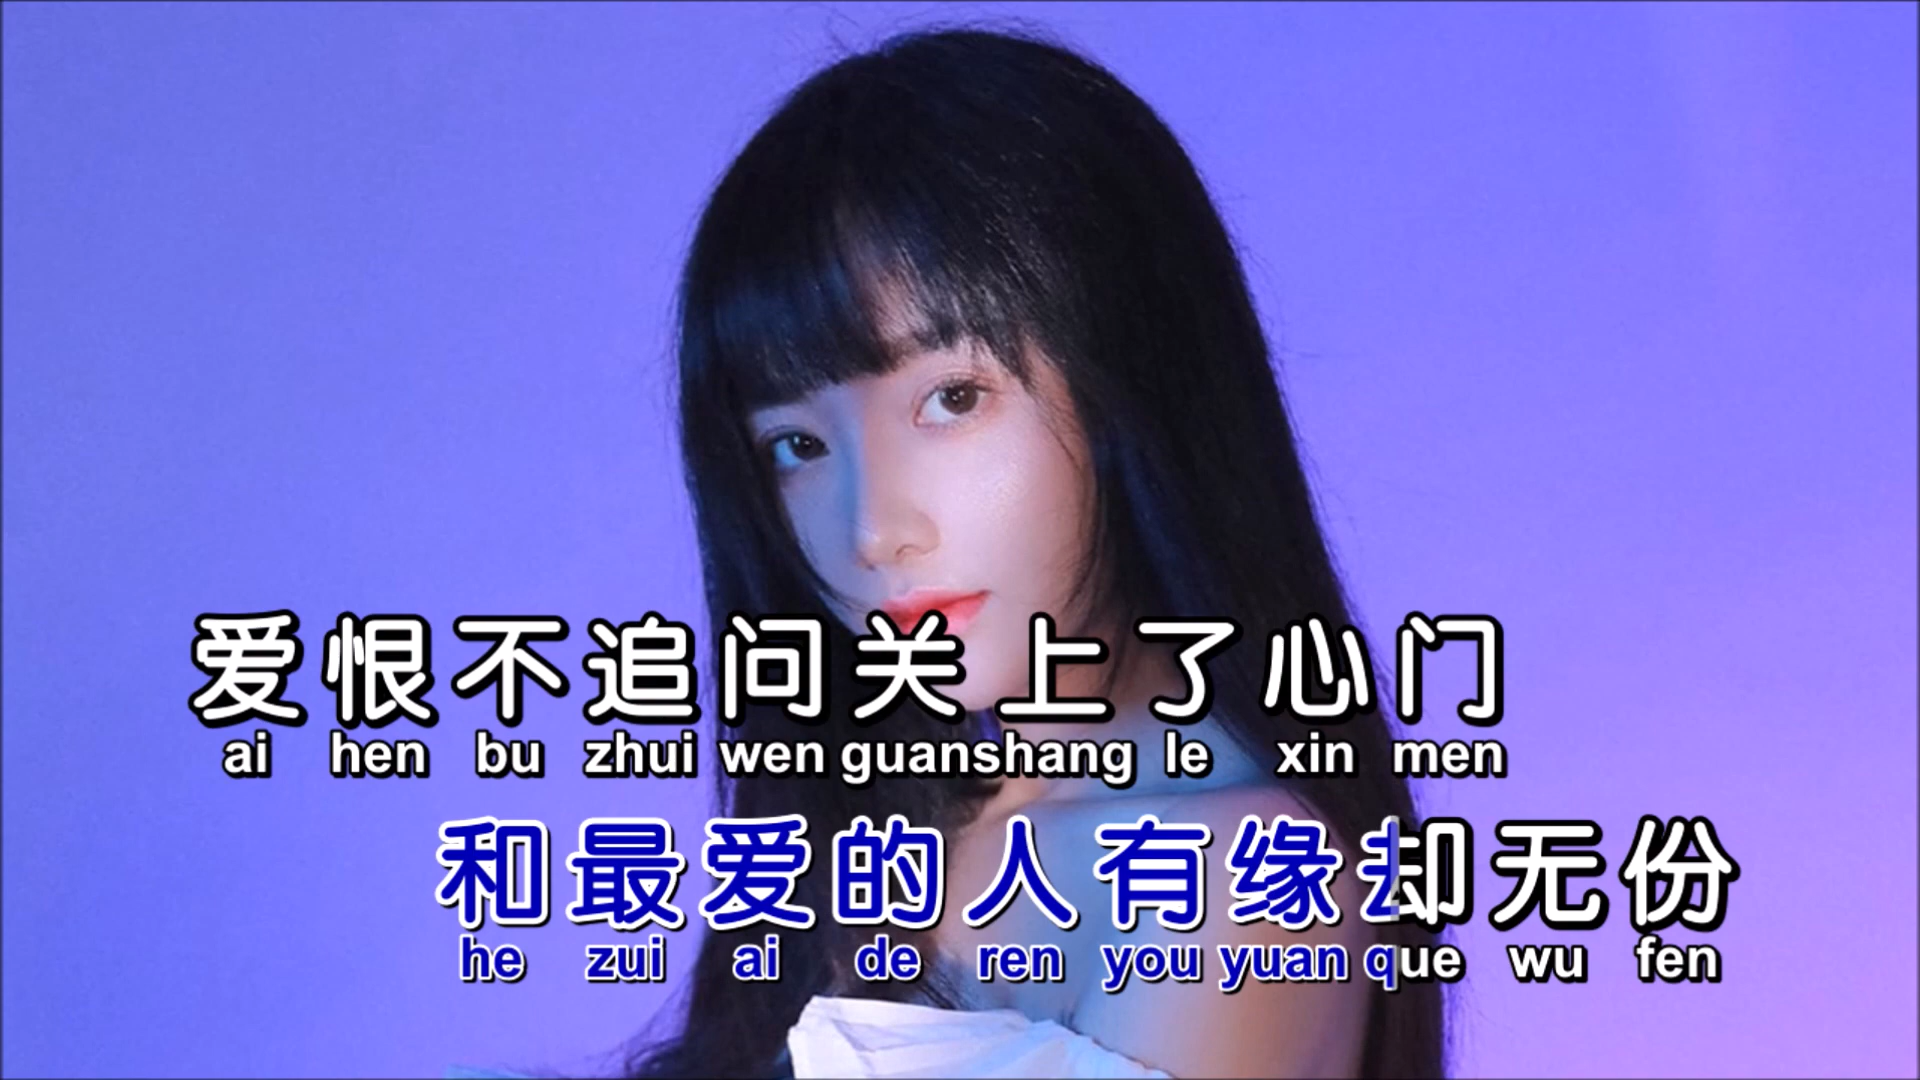 爱恨不追问关上了心门
ai hen bu zhui wen guanshang le xin men
和最爱的人有缘却无份
he zui ai de ren you yuan que wu fen